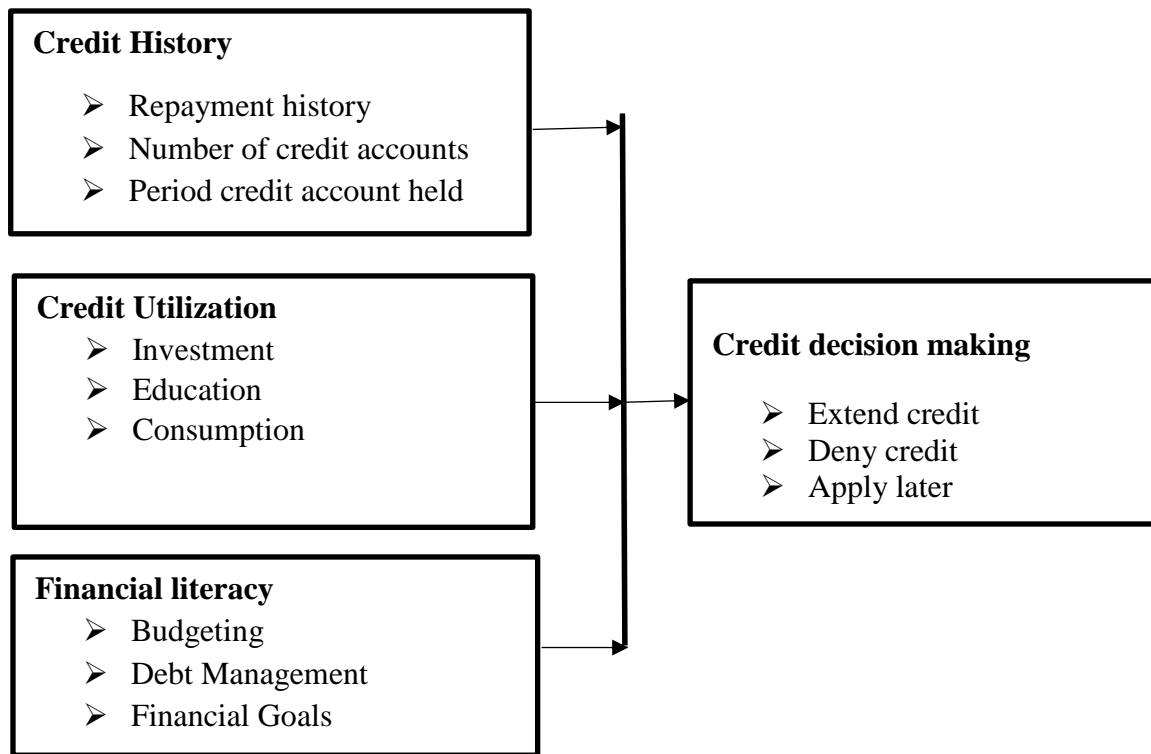 Credit History
➢ Repayment history
➢ Number of credit accounts
➢ Period credit account held
Credit Utilization
➢ Investment
➢ Education
➢ Consumption
Financial literacy
➢ Budgeting
➢ Debt Management
➢ Financial Goals
Credit decision making
➢ Extend credit
➢ Deny credit
➢ Apply later